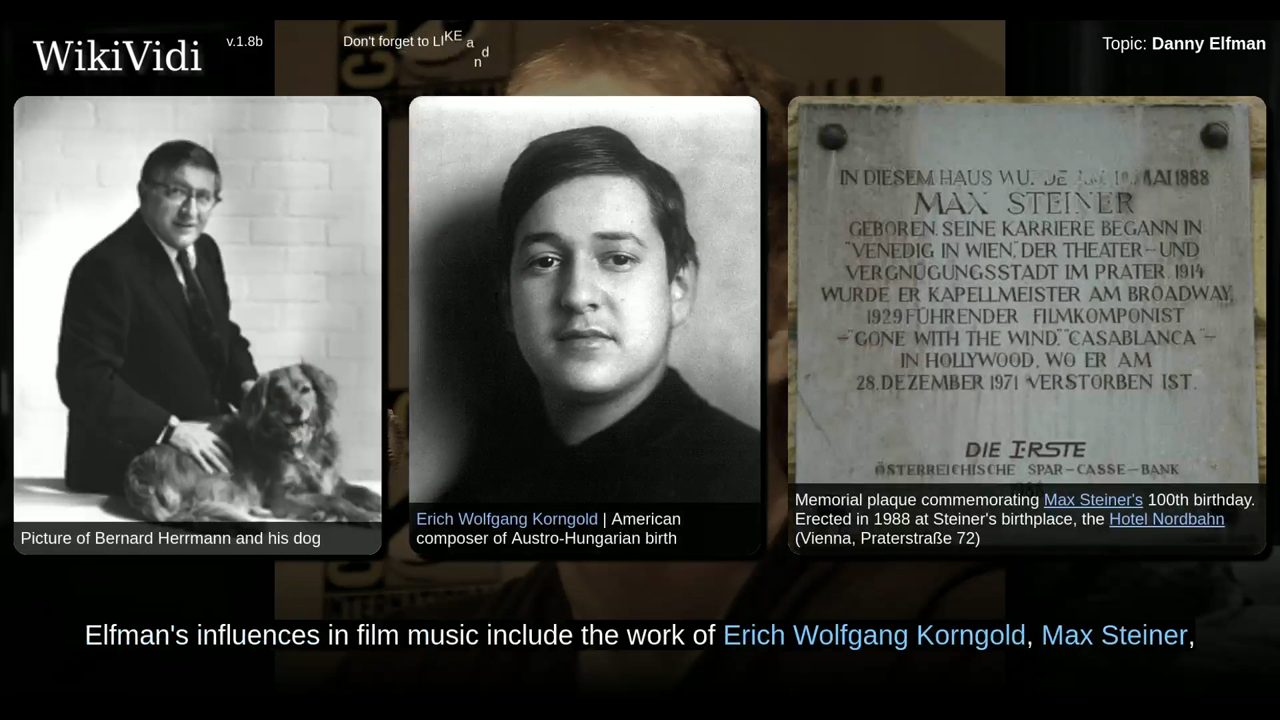 WikiVidi
v.1.8b
Don't forget to LIKE and
Topic: Danny Elfman
Picture of Bernard Herrmann and his dog
Erich Wolfgang Korngold | American
composer of Austro-Hungarian birth
IN DIESEM HAUS MAI 1888
MAX STEINER
GEBOREN. SEINE KARRIERE BEGANN IN
"VENEDIG IN WIEN," DER THEATER-UND
VERGNÜGUNGSSTADT IM PRATER. 1914
WURDE ER KAPELLMEISTER AM BROADWAY,
1929 FÜHRENDER FILMKOMPONIST
-"GONE WITH THE WIND," "CASABLANCA"-
IN HOLLYWOOD, WO ER AM
28. DEZEMBER 1971 VERSTORBEN IST.
DIE ERSTE
ÖSTERREICHISCHE SPAR-CASSE-BANK
Memorial plaque commemorating Max Steiner's 100th birthday.
Erected in 1988 at Steiner's birthplace, the Hotel Nordbahn
(Vienna, Praterstraße 72)
Elfman's influences in film music include the work of Erich Wolfgang Korngold, Max Steiner,